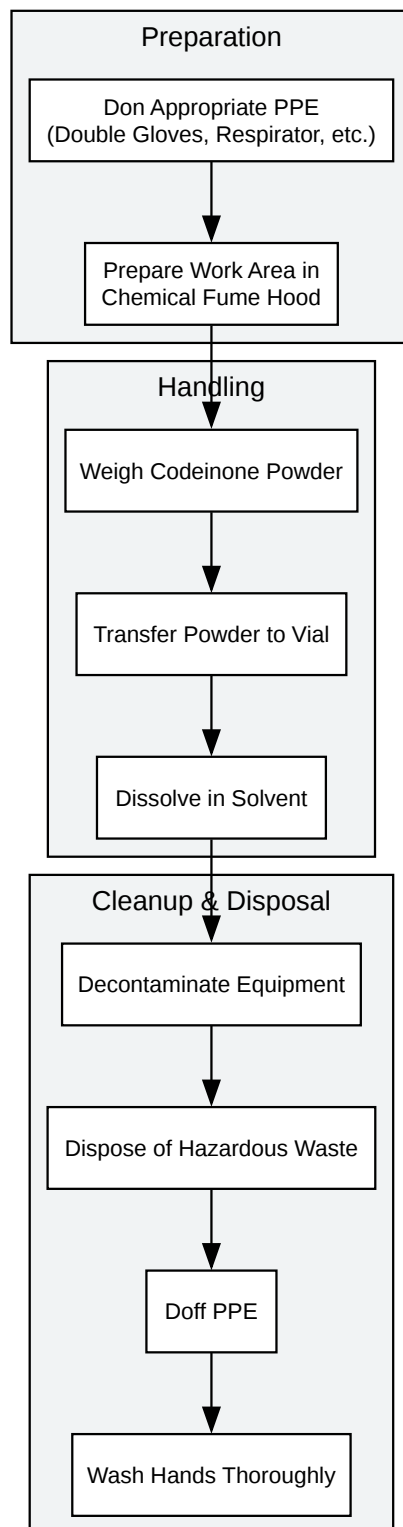 Preparation
Don Appropriate PPE
(Double Gloves, Respirator, etc.)
Prepare Work Area in
Chemical Fume Hood
Handling
Weigh Codeinone Powder
Transfer Powder to Vial
Dissolve in Solvent
Cleanup & Disposal
Decontaminate Equipment
Dispose of Hazardous Waste
Doff PPE
Wash Hands Thoroughly